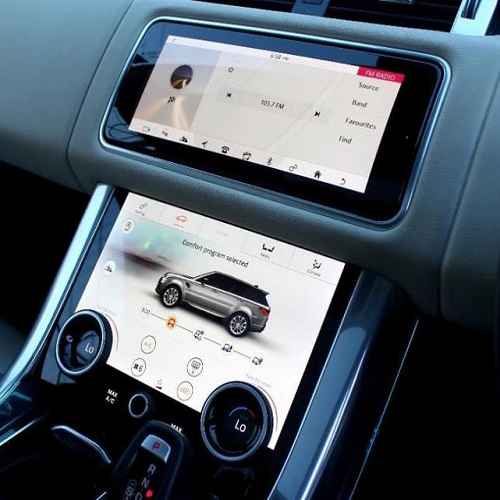 FM RADIO
Source
Band
Favourites
Find
103.7 FM
Comfort program selected
Lo
Lo
MAX
A/C
MAX
P
R
N
D